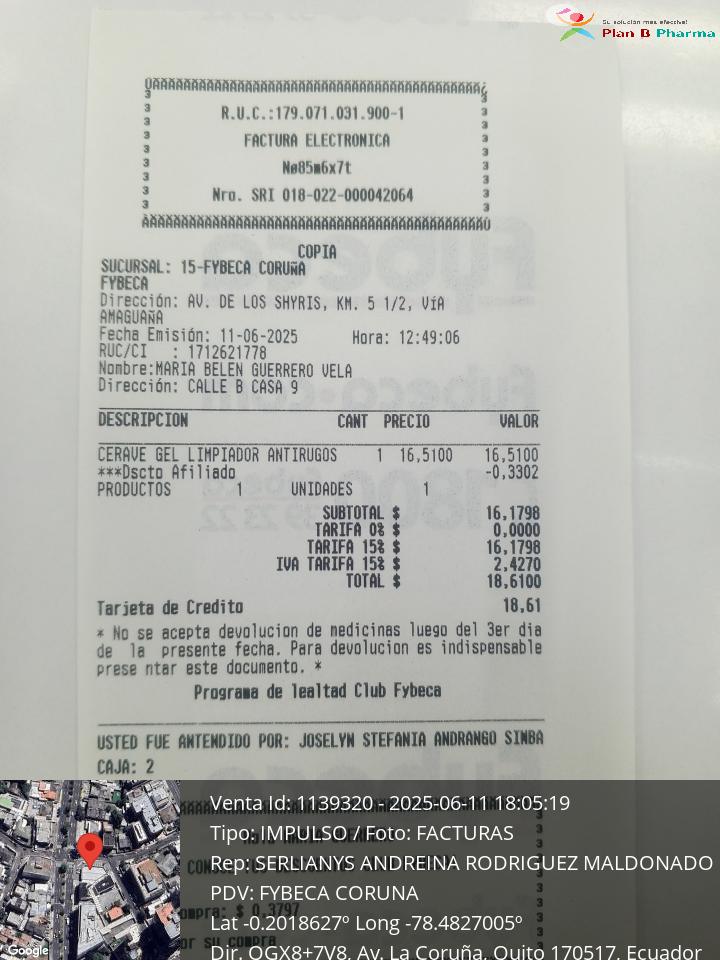 Su solución más efectiva!
Plan B Pharma
R.U.C.:179.071.031.900-1
FACTURA ELECTRONICA
Nø85m6x7t
Nro. SRI 018-022-000042064
COPIA
SUCURSAL: 15-FYBECA CORUÑA
FYBECA
Dirección: AV. DE LOS SHYRIS, KM. 5 1/2, VíA
AMAGUAÑA
Fecha Emisión: 11-06-2025 Hora: 12:49:06
RUC/CI : 1712621778
Nombre:MARIA BELEN GUERRERO VELA
Dirección: CALLE B CASA 9
DESCRIPCION CANT PRECIO VALOR
CERAVE GEL LIMPIADOR ANTIRUGOS 1 16,5100 16,5100
***Dscto Afiliado -0,3302
PRODUCTOS 1 UNIDADES 1
SUBTOTAL $ 16,1798
TARIFA 0% $ 0,0000
TARIFA 15% $ 16,1798
IVA TARIFA 15% $ 2,4270
TOTAL $ 18,6100
Tarjeta de Credito 18,61
* No se acepta devolucion de medicinas luego del 3er dia
de la presente fecha. Para devolucion es indispensable
prese ntar este documento. *
Programa de lealtad Club Fybeca
USTED FUE ANTENDIDO POR: JOSELYN STEFANIA ANDRANGO SIMBA
CAJA: 2
Venta Id: 1139320 - 2025-06-11 18:05:19
Tipo: IMPULSO / Foto: FACTURAS
Rep: SERLIANYS ANDREINA RODRIGUEZ MALDONADO
PDV: FYBECA CORUNA
Lat -0.2018627º Long -78.4827005º
Dir. QGX8+7V8, Av. La Coruña, Quito 170517, Ecuador
Google